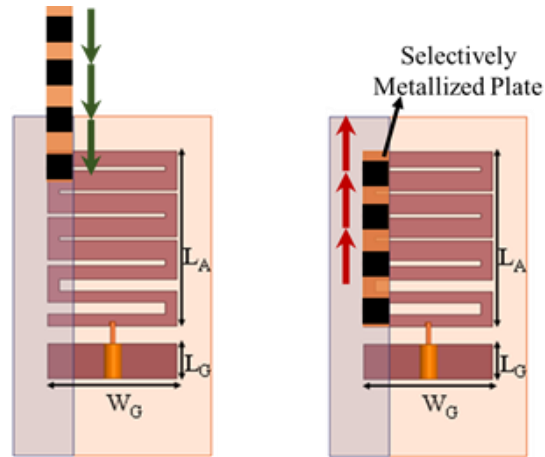 Selectively
Metallized Plate
L_A
L_A
L_G
L_G
W_G
W_G